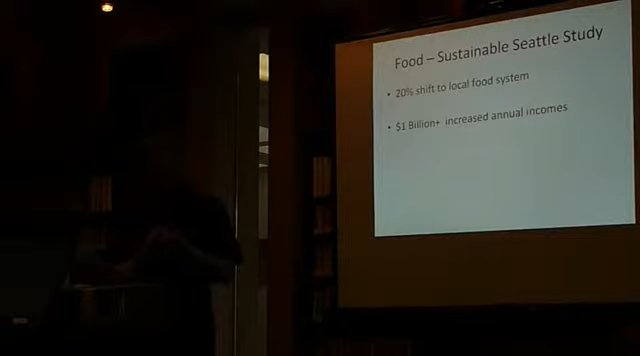 Food – Sustainable Seattle Study
• 20% shift to local food system
• $1 Billion+ increased annual incomes